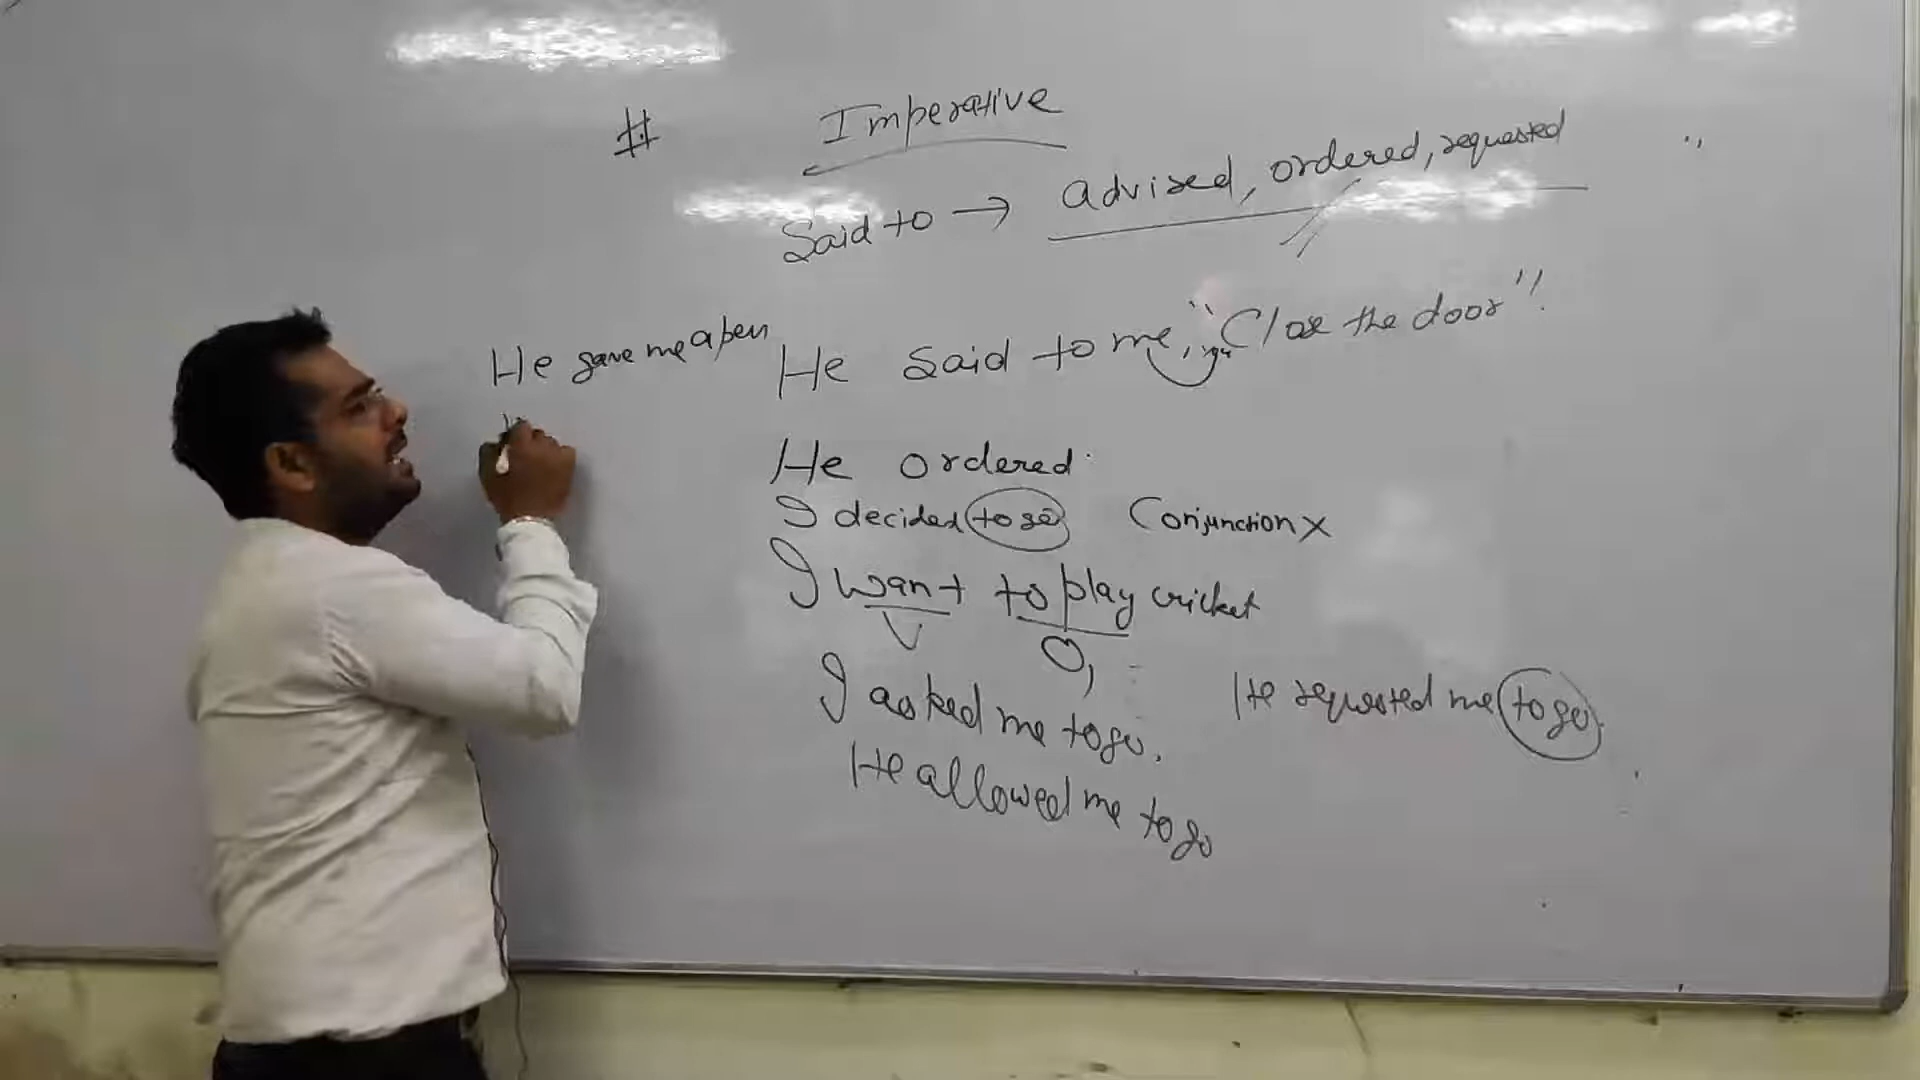 # Imperative
Said to → advised, ordered, requested
He gave me a pen
He said to me, "Close the door".
He ordered
I decided to go Conjunction x
I want to play cricket
V O,
I asked me to go.
He requested me to go.
He allowed me to go